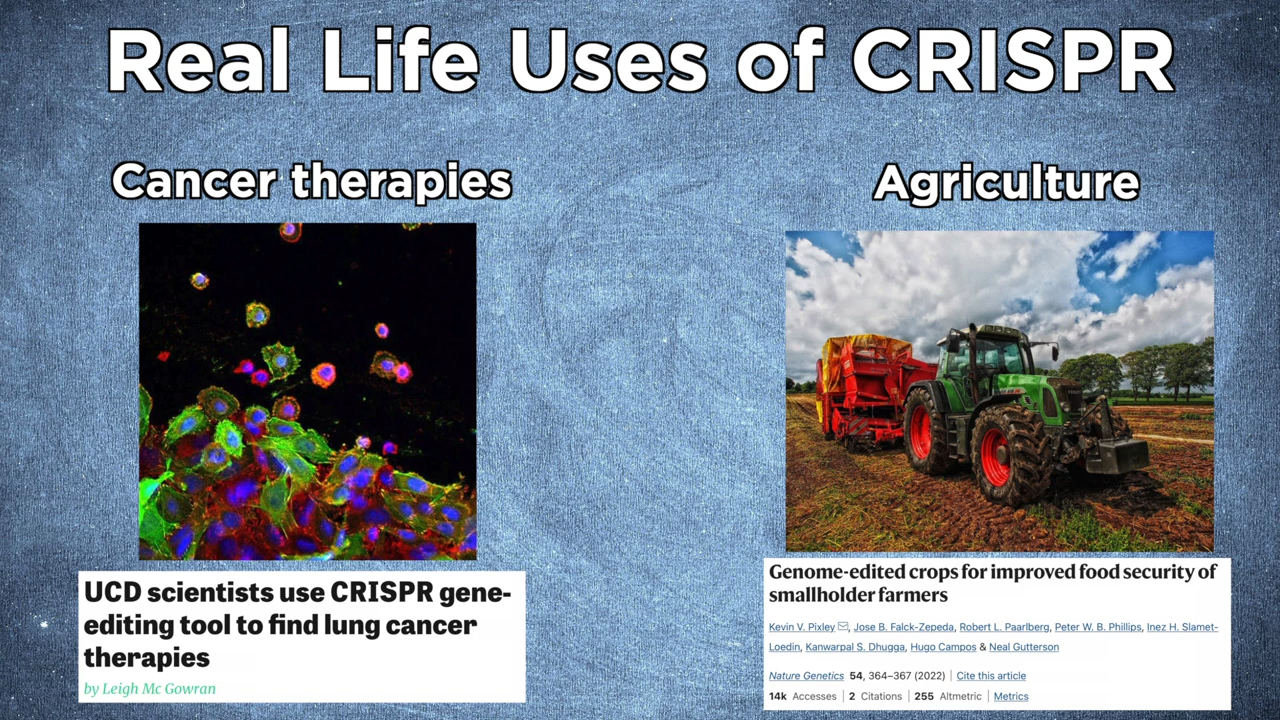 Real Life Uses of CRISPR
Cancer therapies
Agriculture
UCD scientists use CRISPR gene-
editing tool to find lung cancer
therapies
by Leigh Mc Gowran
Genome-edited crops for improved food security of
smallholder farmers
Kevin V. Pixley, Jose B. Falck-Zepeda, Robert L. Paarlberg, Peter W. B. Phillips, Inez H. Slamet-
Loedin, Kanwarpal S. Dhugga, Hugo Campos & Neal Gutterson
Nature Genetics 54, 364–367 (2022) | Cite this article
14k Accesses | 2 Citations | 255 Altmetric | Metrics